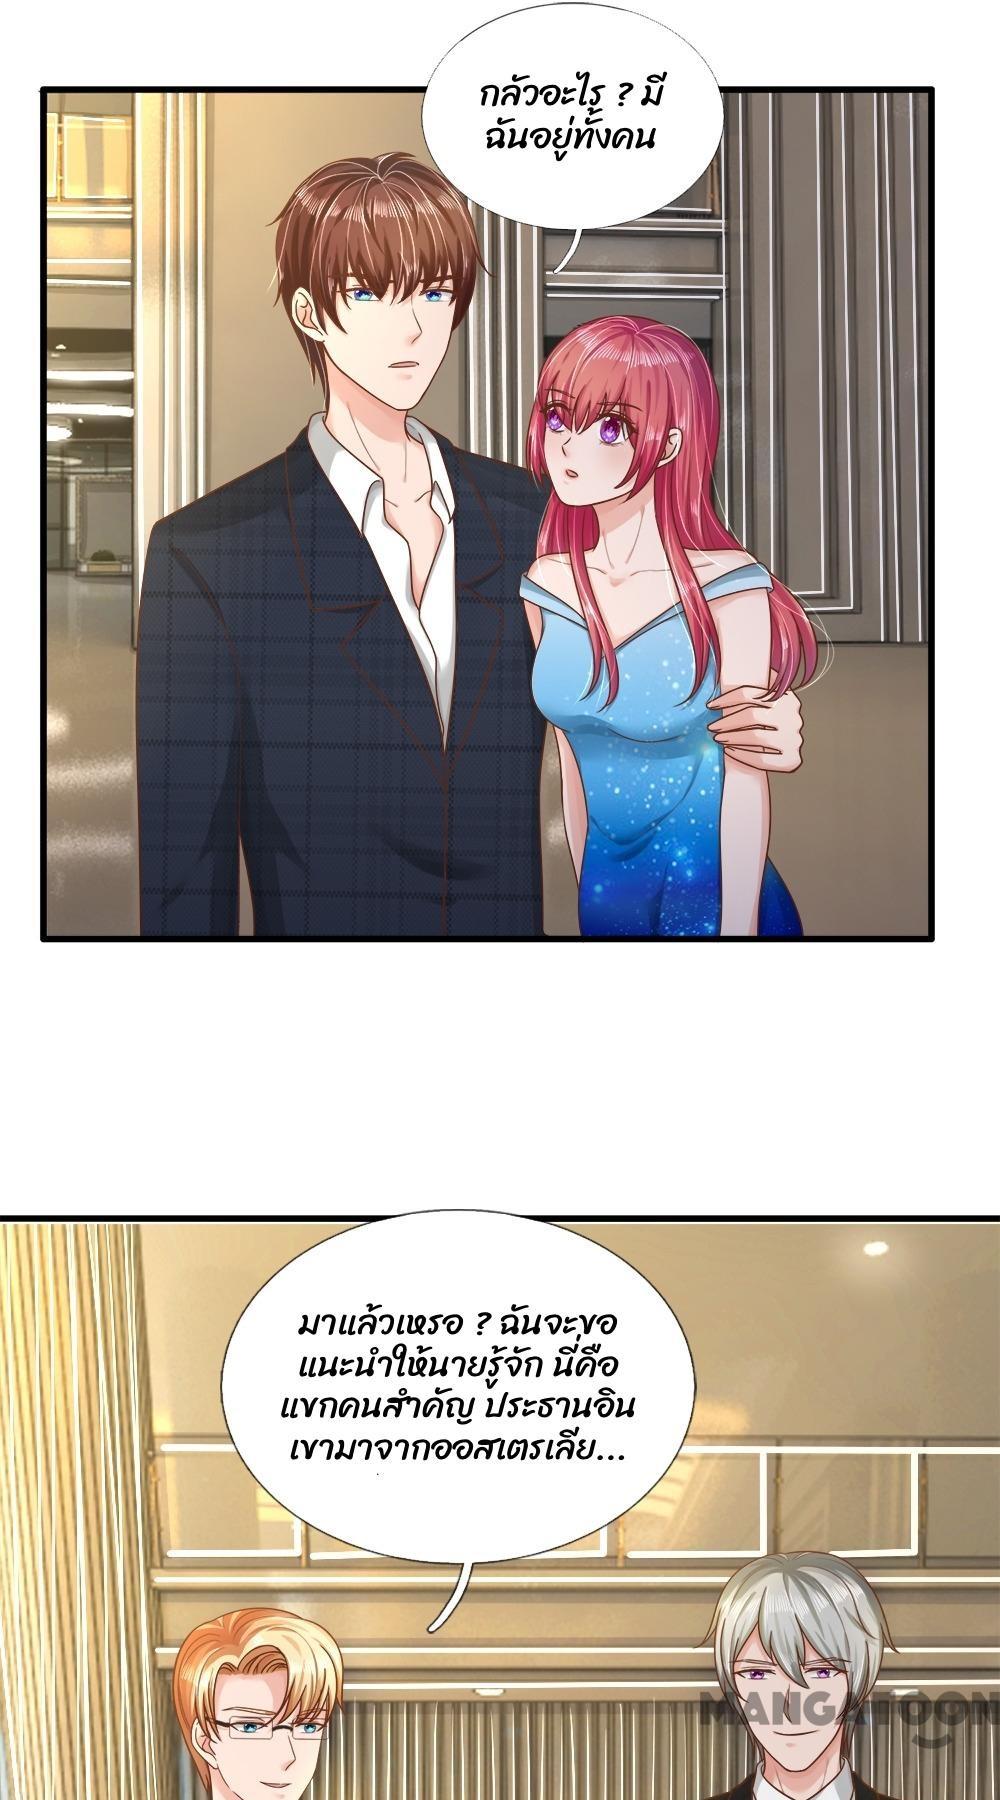 กลัวอะไร ? มี
ฉันอยู่ทั้งคน
มาแล้วเหรอ ? ฉันจะขอ
แนะนำให้นายรู้จัก นี่คือ
แขกคนสำคัญ ประธานอิน
เขามาจากออสเตรเลีย...
MANGATOON